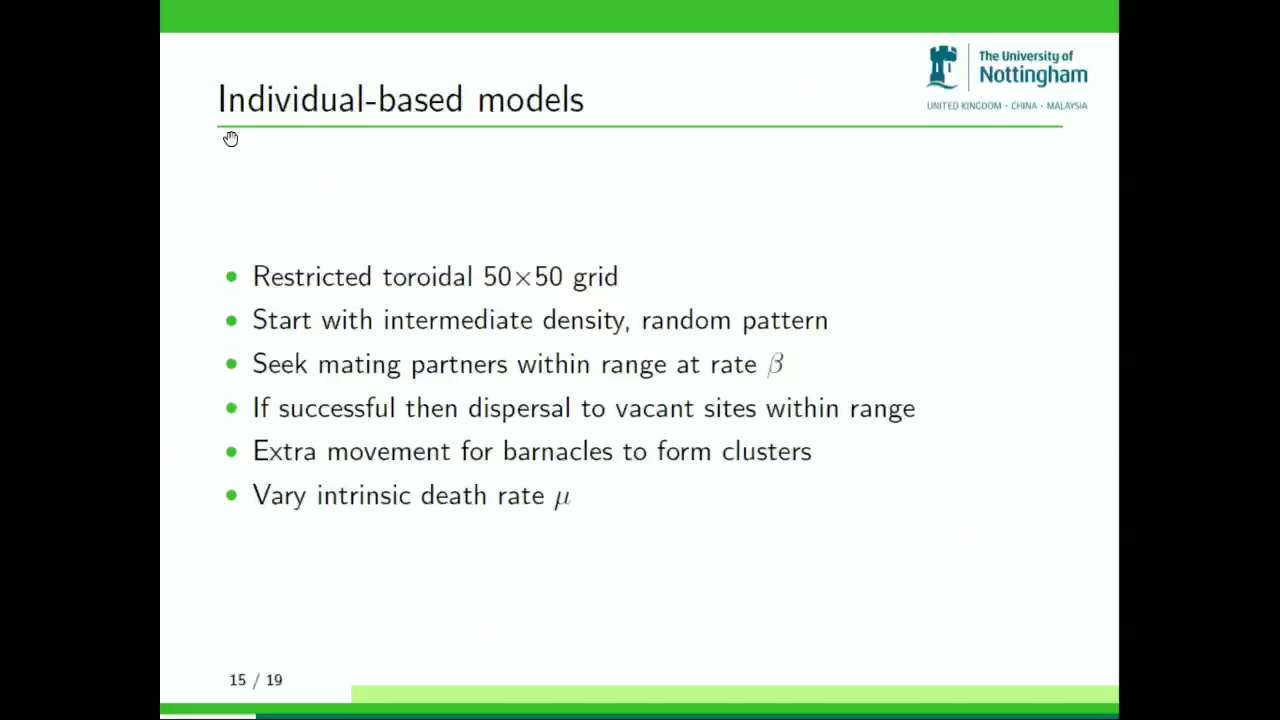 The University of
Nottingham
UNITED KINGDOM · CHINA · MALAYSIA
Individual-based models
Restricted toroidal 50×50 grid
Start with intermediate density, random pattern
Seek mating partners within range at rate β
If successful then dispersal to vacant sites within range
Extra movement for barnacles to form clusters
Vary intrinsic death rate μ
15 / 19